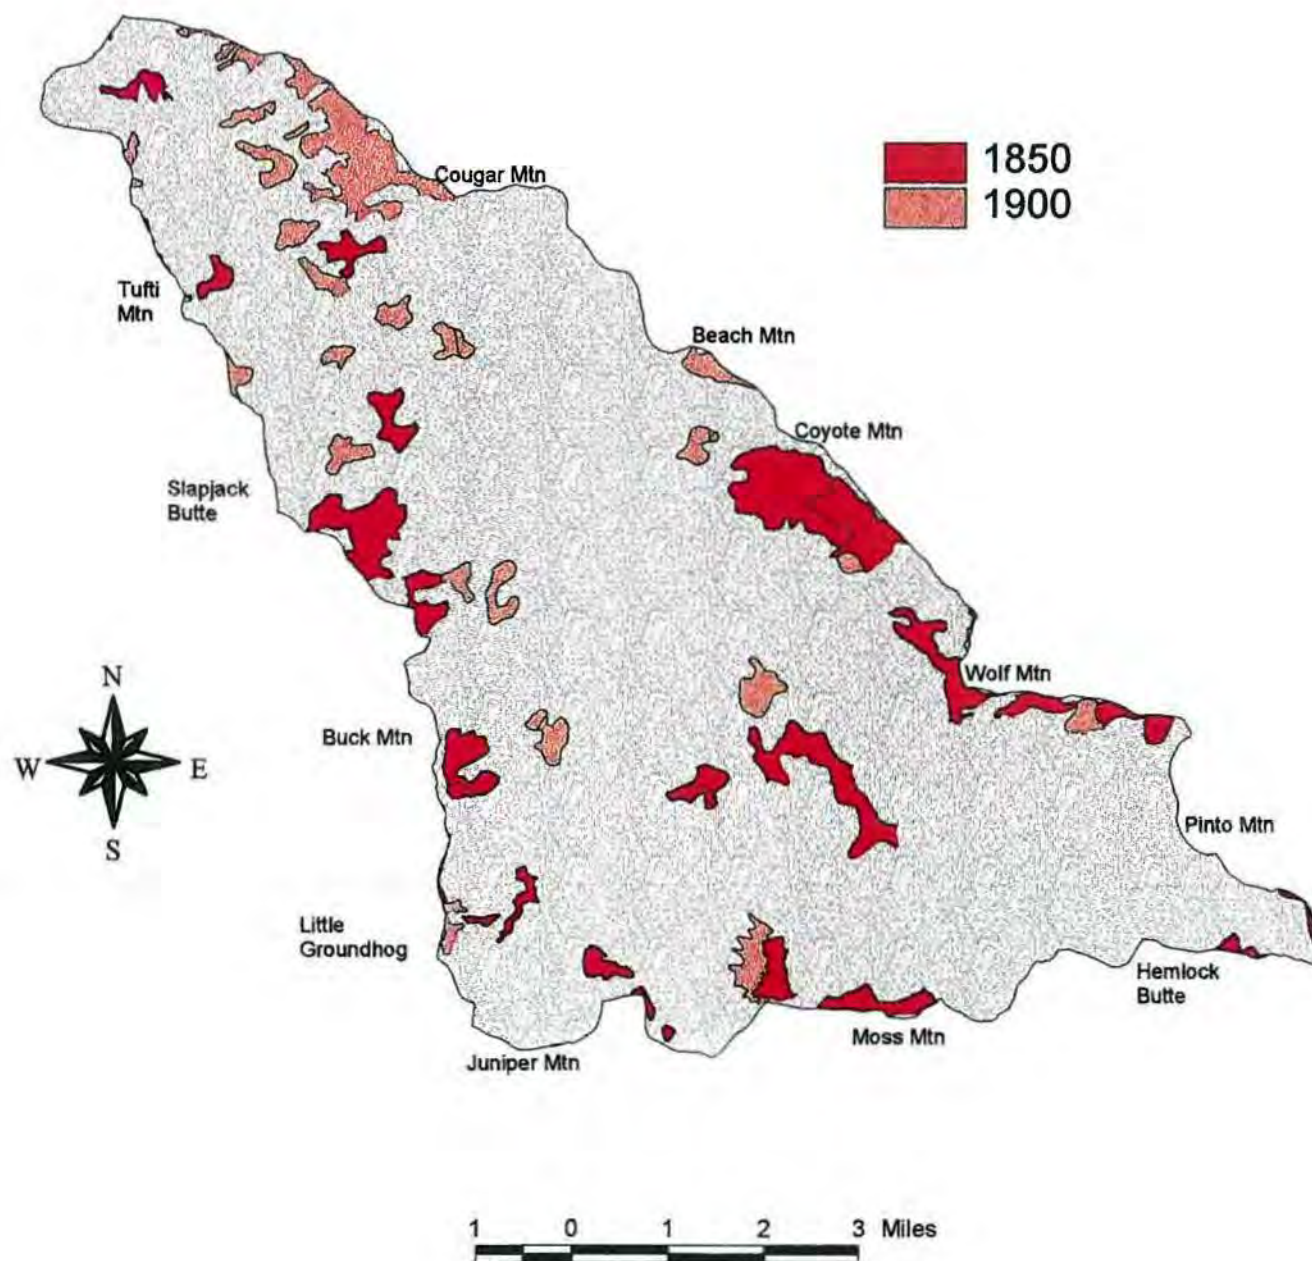 1850
1900
Cougar Mtn
Tufti
Mtn
Beach Mtn
Coyote Mtn
Slapjack
Butte
N
W
E
S
Wolf Mtn
Buck Mtn
Pinto Mtn
Little
Groundhog
Hemlock
Butte
Moss Mtn
Juniper Mtn
1 0 1 2 3 Miles